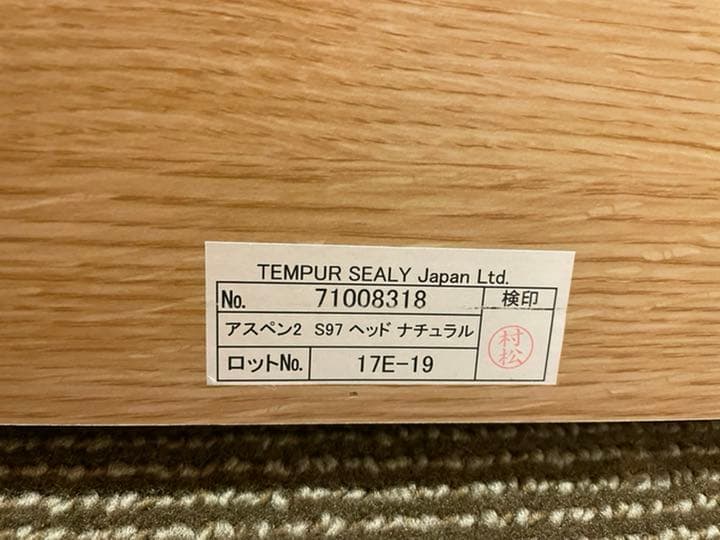 TEMPUR SEALY Japan Ltd.
No. 71008318 検印
アスペン2 S97 ヘッド ナチュラル
村松
ロットNo. 17E-19